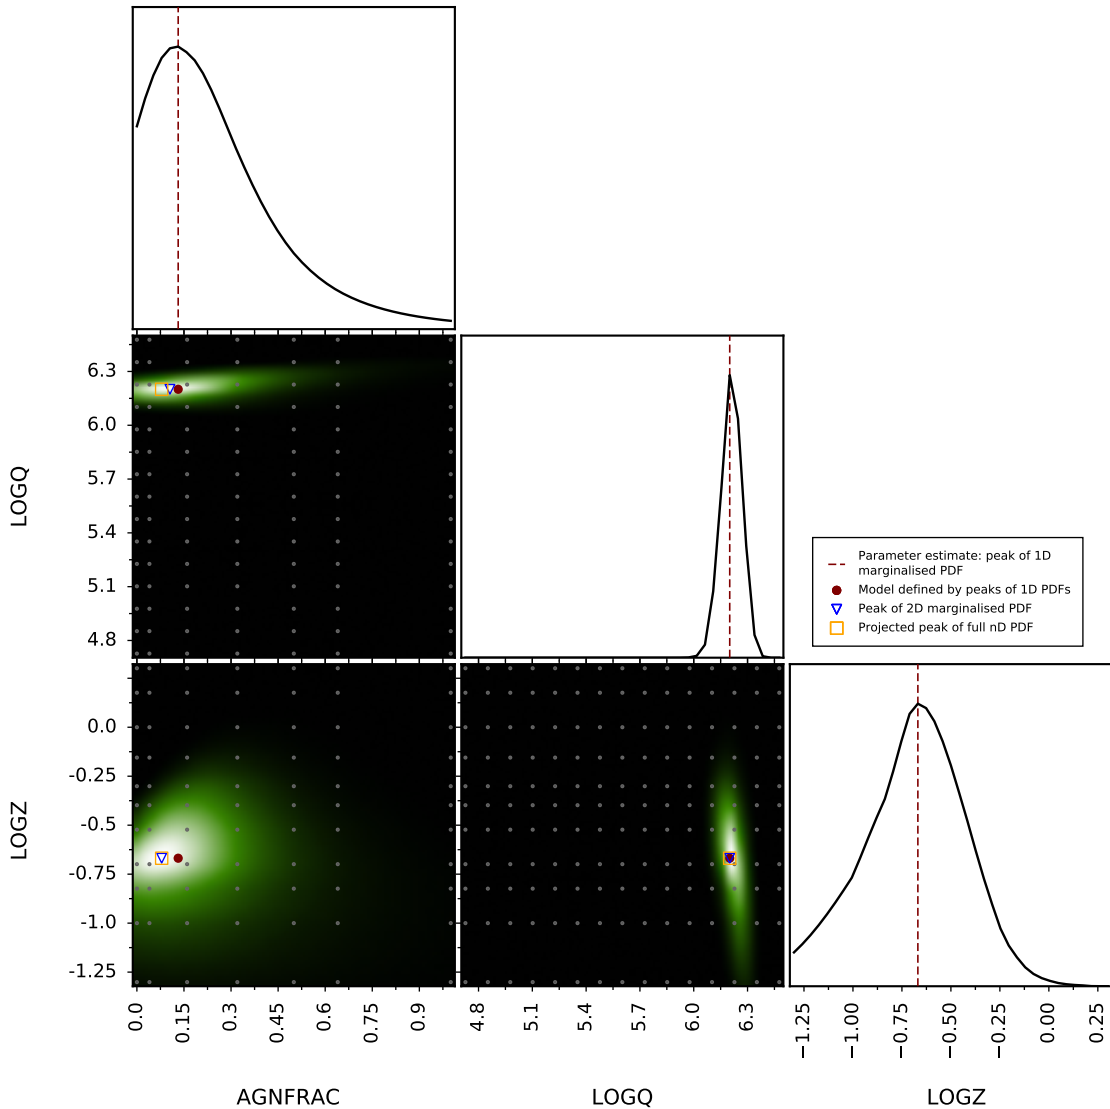 6.3
6.0
5.7
5.4
5.1
4.8
LOGQ
Parameter estimate: peak of 1D
marginalised PDF
Model defined by peaks of 1D PDFs
Peak of 2D marginalised PDF
Projected peak of full nD PDF
0.0
-0.25
-0.5
-0.75
-1.0
-1.25
LOGZ
0.0 0.15 0.3 0.45 0.6 0.75 0.9
4.8 5.1 5.4 5.7 6.0 6.3
−1.25 −1.00 −0.75 −0.50 −0.25 0.00 0.25
AGNFRAC LOGQ LOGZ